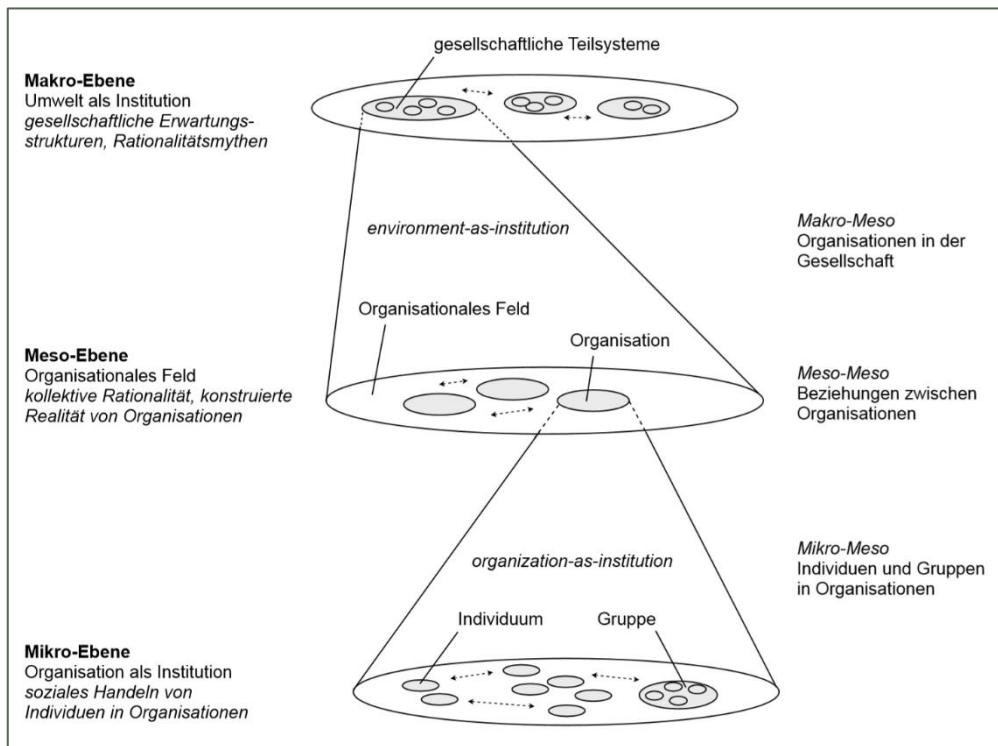 gesellschaftliche Teilsysteme
Makro-Ebene
Umwelt als Institution
gesellschaftliche Erwartungs-
strukturen, Rationalitätsmythen
environment-as-institution
Makro-Meso
Organisationen in der
Gesellschaft
Organisationales Feld
Organisation
Meso-Ebene
Organisationales Feld
kollektive Rationalität, konstruierte
Realität von Organisationen
Meso-Meso
Beziehungen zwischen
Organisationen
organization-as-institution
Mikro-Meso
Individuen und Gruppen
in Organisationen
Individuum
Gruppe
Mikro-Ebene
Organisation als Institution
soziales Handeln von
Individuen in Organisationen